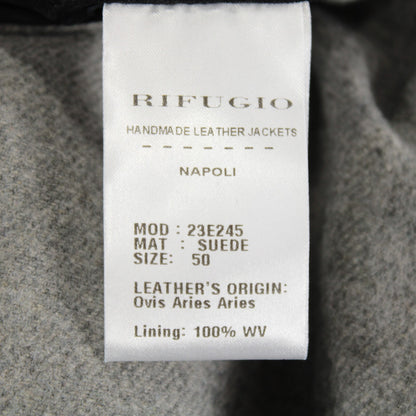 RIFUGIO
HANDMADE LEATHER JACKETS
- - - - - - -
NAPOLI
MOD : 23E245
MAT : SUEDE
SIZE: 50
LEATHER'S ORIGIN:
Ovis Aries Aries
Lining: 100% WV